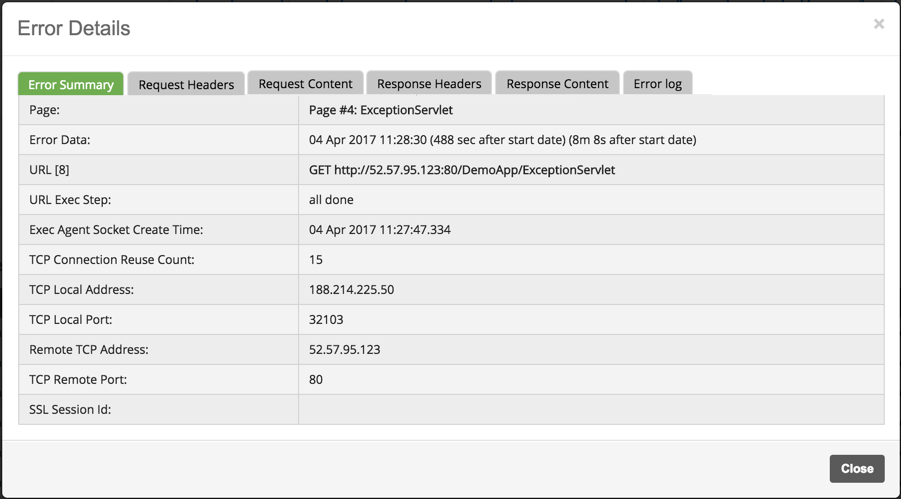 Error Details
×
Error Summary Request Headers Request Content Response Headers Response Content Error log
Page: Page #4: ExceptionServlet
Error Data: 04 Apr 2017 11:28:30 (488 sec after start date) (8m 8s after start date)
URL [8] GET http://52.57.95.123:80/DemoApp/ExceptionServlet
URL Exec Step: all done
Exec Agent Socket Create Time: 04 Apr 2017 11:27:47.334
TCP Connection Reuse Count: 15
TCP Local Address: 188.214.225.50
TCP Local Port: 32103
Remote TCP Address: 52.57.95.123
TCP Remote Port: 80
SSL Session Id:
Close